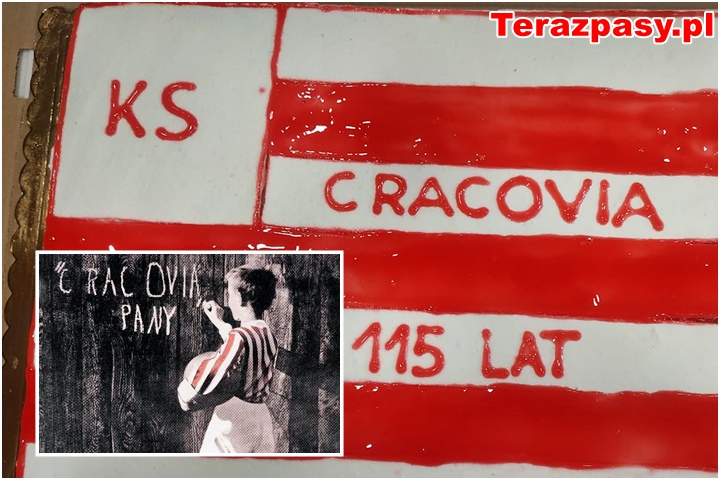 Terazpasy.pl
KS
CRACOVIA
115 LAT
"CRACOVIA"
PANY